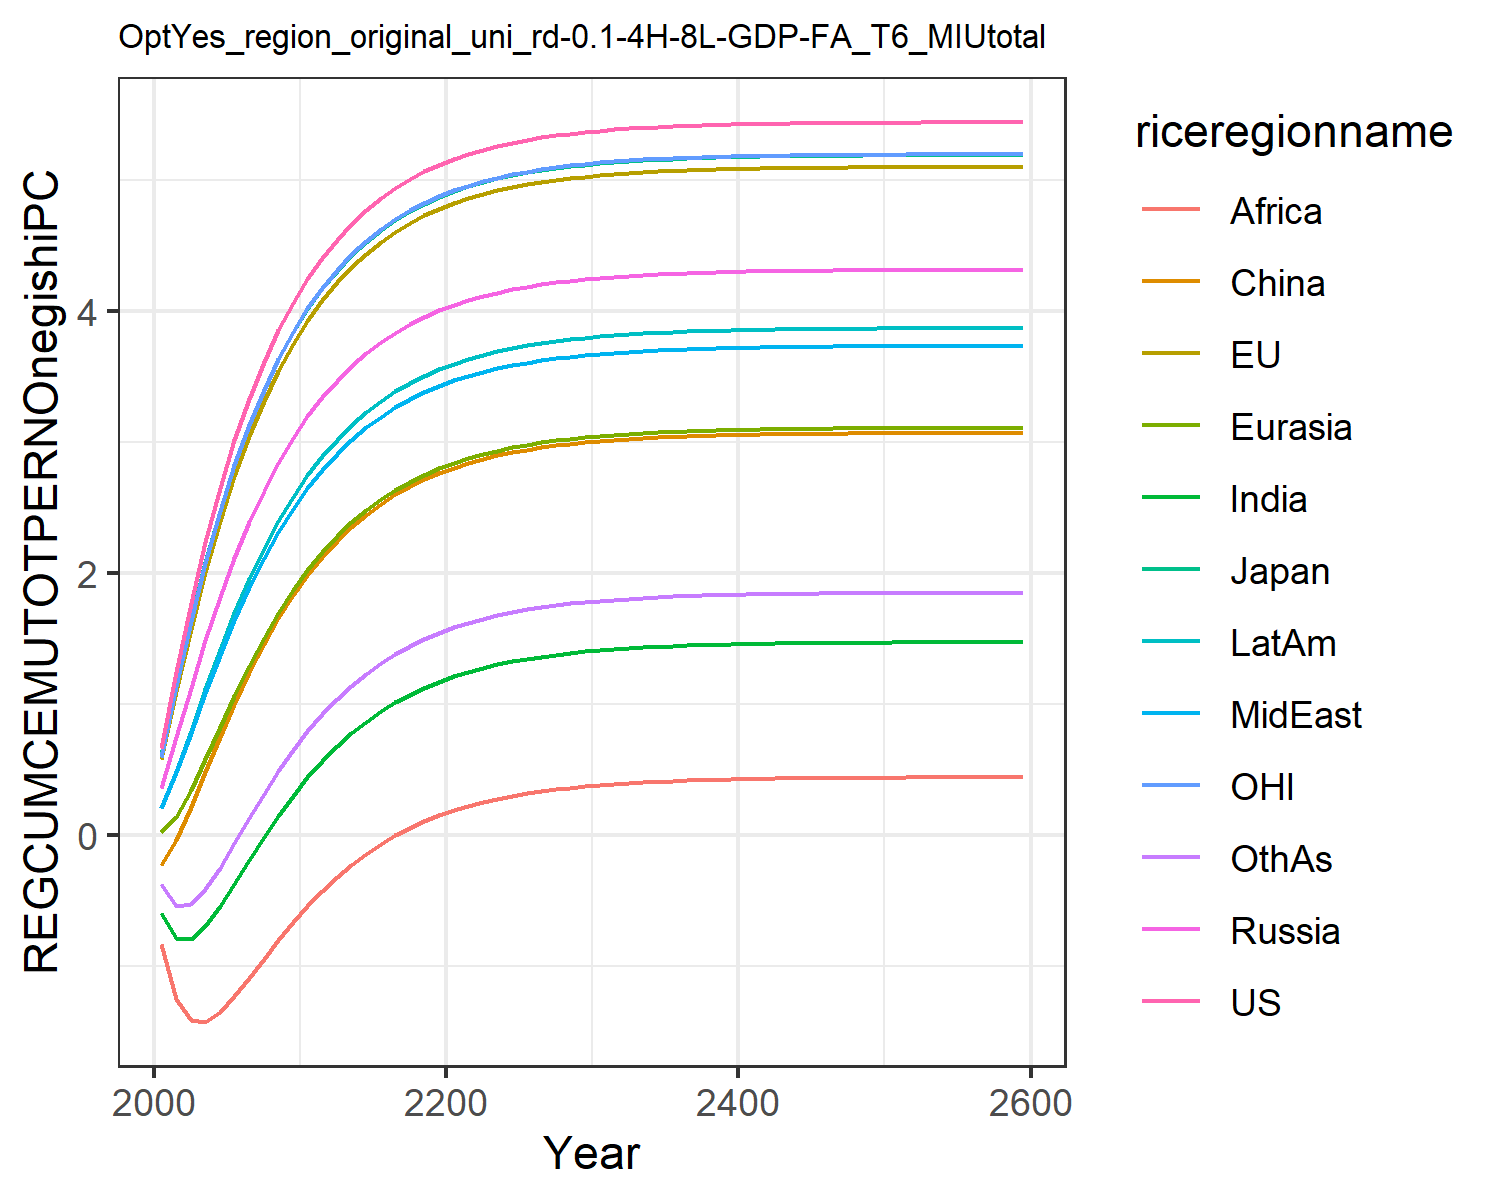 OptYes_region_original_uni_rd-0.1-4H-8L-GDP-FA_T6_MIUtotal
REGCUMCEMUTOTPERNOnegishiPC
4
2
0
2000
2200
2400
2600
Year
riceregionname
Africa
China
EU
Eurasia
India
Japan
LatAm
MidEast
OHI
OthAs
Russia
US